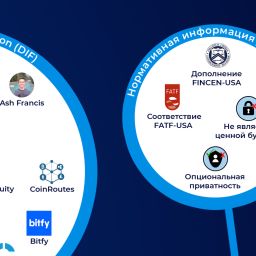 on (DIF)
Ash Francis
uity
CoinRoutes
bitfy
Bitfy
Нормативная информация
Дополнение
FINCEN-USA
FATF
Соответствие
FATF-USA
Не явля
ценной бу
Опциональная
приватность